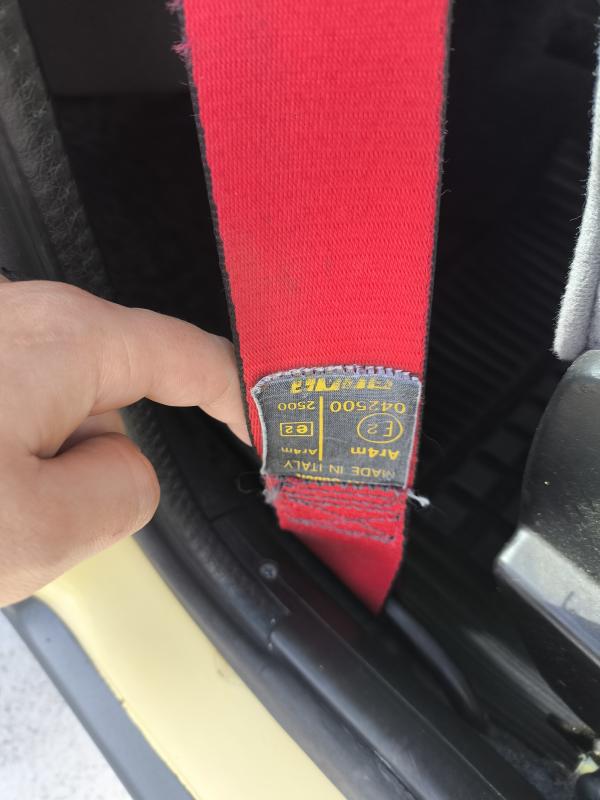 MADE IN ITALY
Ar4m Ar4m
E2 e2
042500 2500